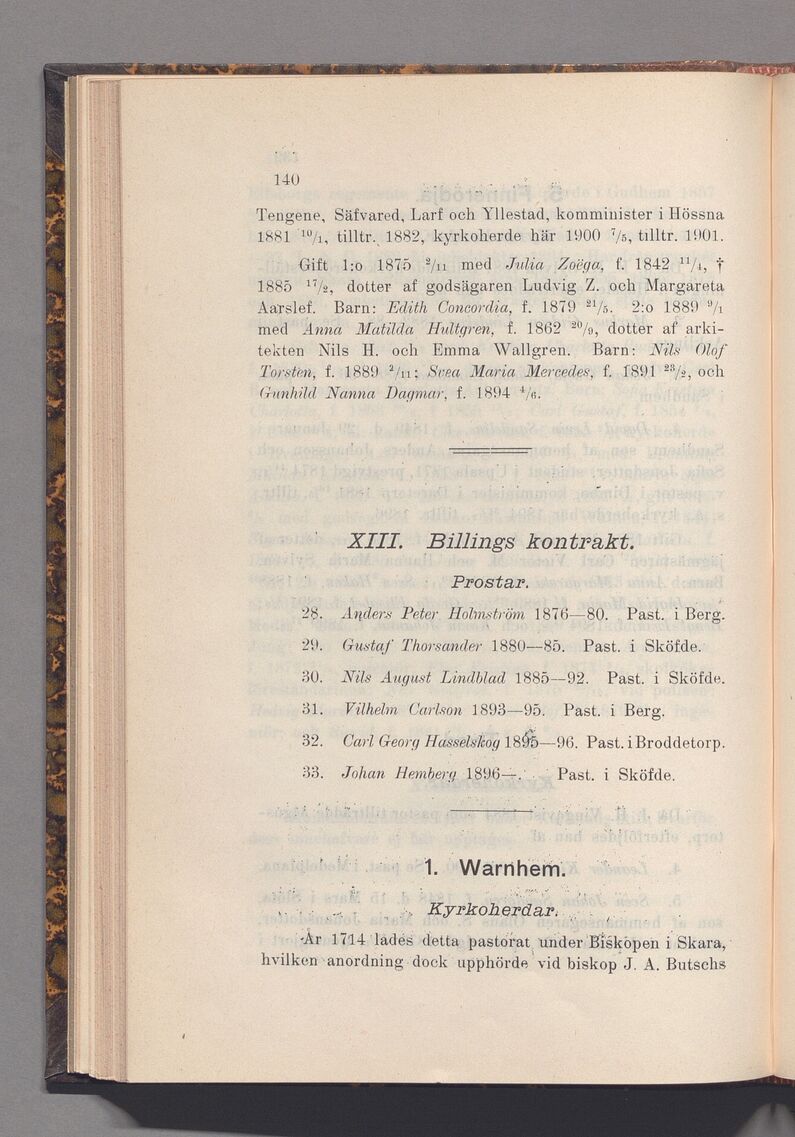 140
Tengene, Säfvared, Larf och Yllestad, komminister i Hössna
1881 10/1, tilltr. 1882, kyrkoherde här 1900 7/5, tilltr. 1901.
Gift 1:o 1875 2/11 med Julia Zoëga, f. 1842 11/4, †
1885 17/2, dotter af godsägaren Ludvig Z. och Margareta
Aarslef. Barn: Edith Concordia, f. 1879 21/5. 2:o 1889 9/1
med Anna Matilda Hultgren, f. 1862 20/9, dotter af arki-
tekten Nils H. och Emma Wallgren. Barn: Nils Olof
Torsten, f. 1889 2/11; Svea Maria Mercedes, f. 1891 23/2, och
Gunhild Nanna Dagmar, f. 1894 4/6.
XIII. Billings kontrakt.
Prostar.
28. Anders Peter Holmström 1876—80. Past. i Berg.
29. Gustaf Thorsander 1880—85. Past. i Sköfde.
30. Nils August Lindblad 1885—92. Past. i Sköfde.
31. Vilhelm Carlson 1893—95. Past. i Berg.
32. Carl Georg Hasselskog 1895—96. Past. i Broddetorp.
33. Johan Hemberg 1896—. Past. i Sköfde.
1. Warnhem.
Kyrkoherdar.
År 1714 lades detta pastorat under Biskopen i Skara,
hvilken anordning dock upphörde vid biskop J. A. Butschs